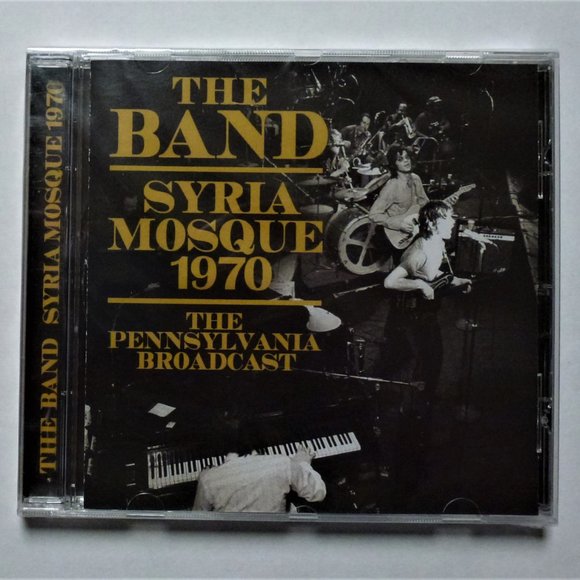 THE
BAND
SYRIA
MOSQUE
1970
THE
PENNSYLVANIA
BROADCAST
THE BAND SYRIA MOSQUE 1970